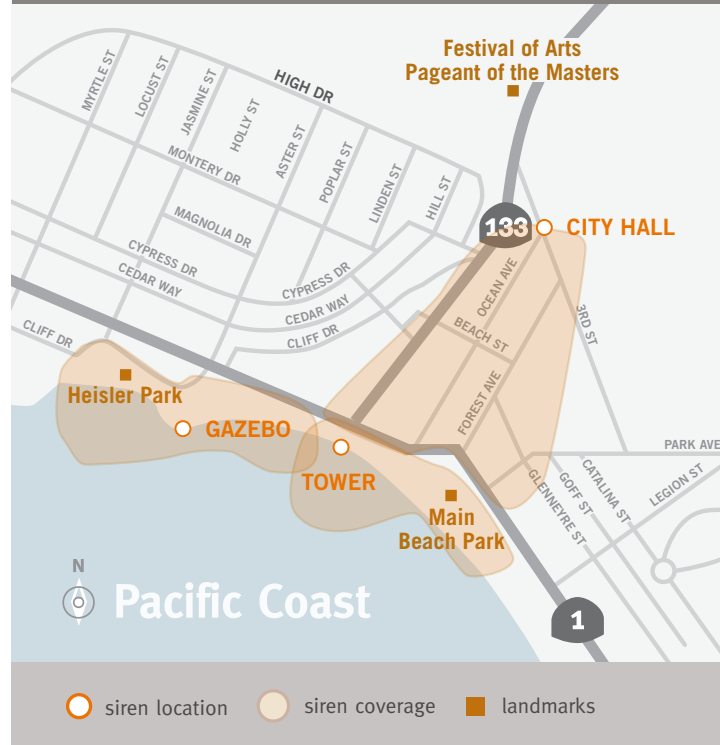 Festival of Arts
Pageant of the Masters
MYRTLE ST
LOCUST ST
JASMINE ST
HIGH DR
HOLLY ST
ASTER ST
POPLAR ST
LINDEN ST
HILL ST
MONTERY DR
MAGNOLIA DR
133
CITY HALL
CYPRESS DR
CEDAR WAY
CYPRESS DR
CEDAR WAY
CLIFF DR
OCEAN AVE
BEACH ST
3RD ST
CLIFF DR
Heisler Park
GAZEBO
FOREST AVE
TOWER
PARK AVE
GLENNEYRE ST
GOFF ST
CATALINA ST
LEGION ST
Main
Beach Park
N
Pacific Coast
1
siren location
siren coverage
landmarks